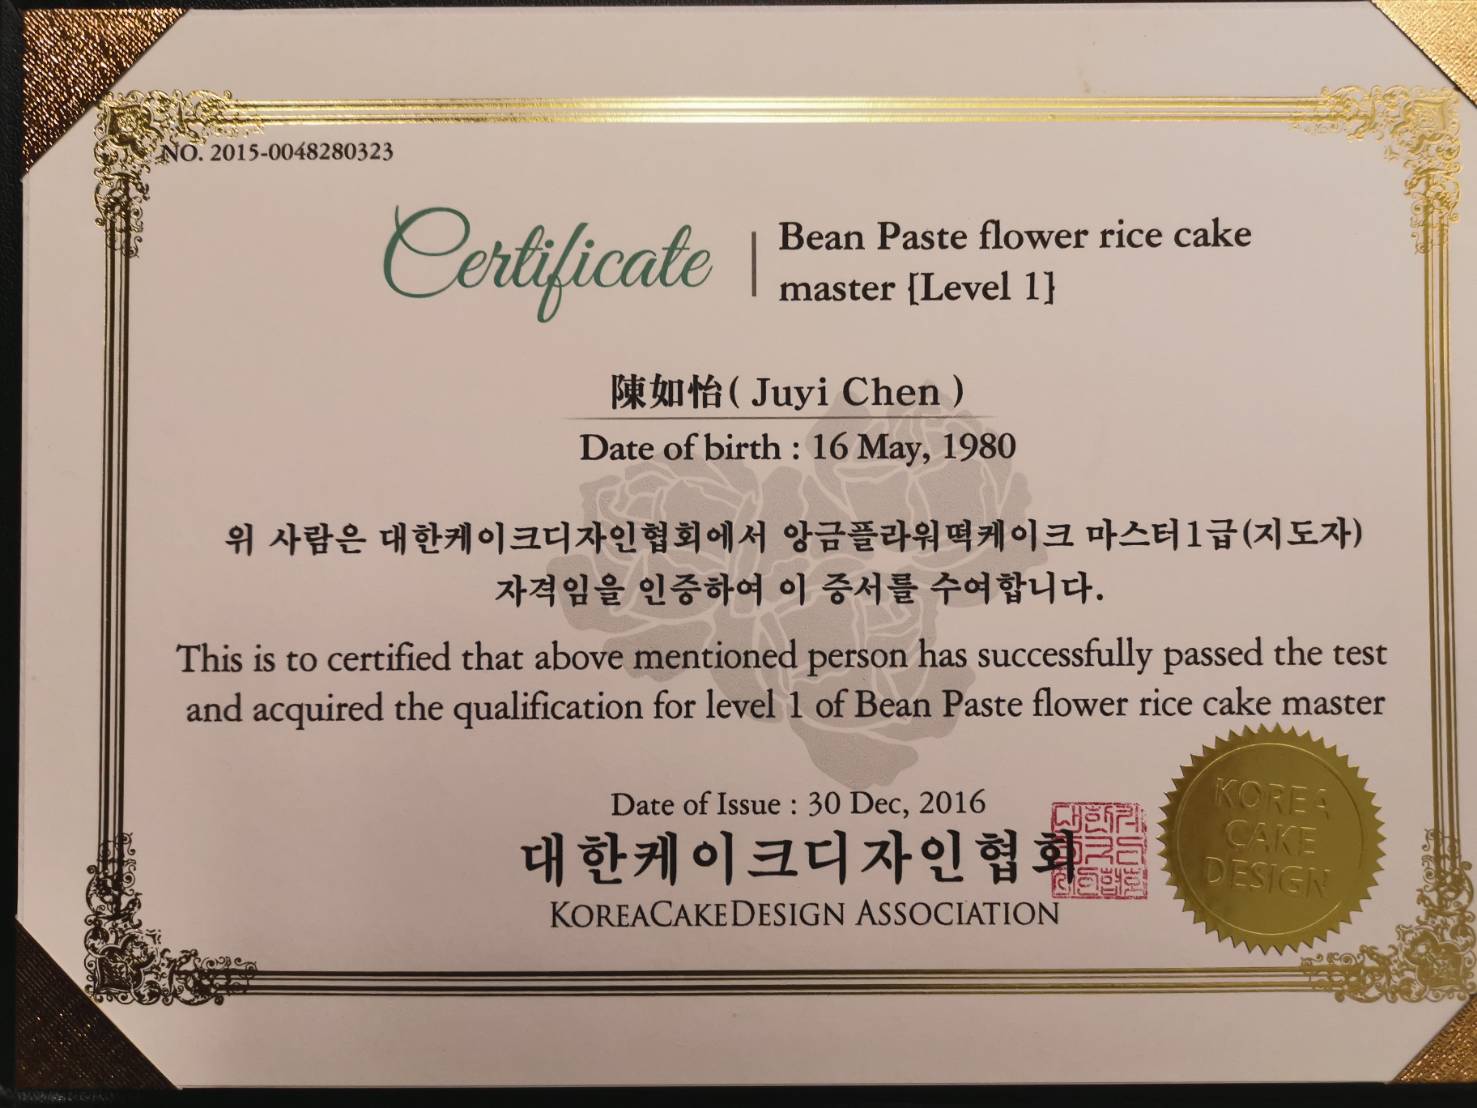 NO. 2015-0048280323
Certificate
Bean Paste flower rice cake
master [Level 1]
陳如怡( Juyi Chen )
Date of birth : 16 May, 1980
위 사람은 대한케이크디자인협회에서 앙금플라워떡케이크 마스터1급(지도자)
자격임을 인증하여 이 증서를 수여합니다.
This is to certified that above mentioned person has successfully passed the test
and acquired the qualification for level 1 of Bean Paste flower rice cake master
Date of Issue : 30 Dec, 2016
대한케이크디자인협회
KOREACAKEDESIGN ASSOCIATION
KOREA
CAKE
DESIGN